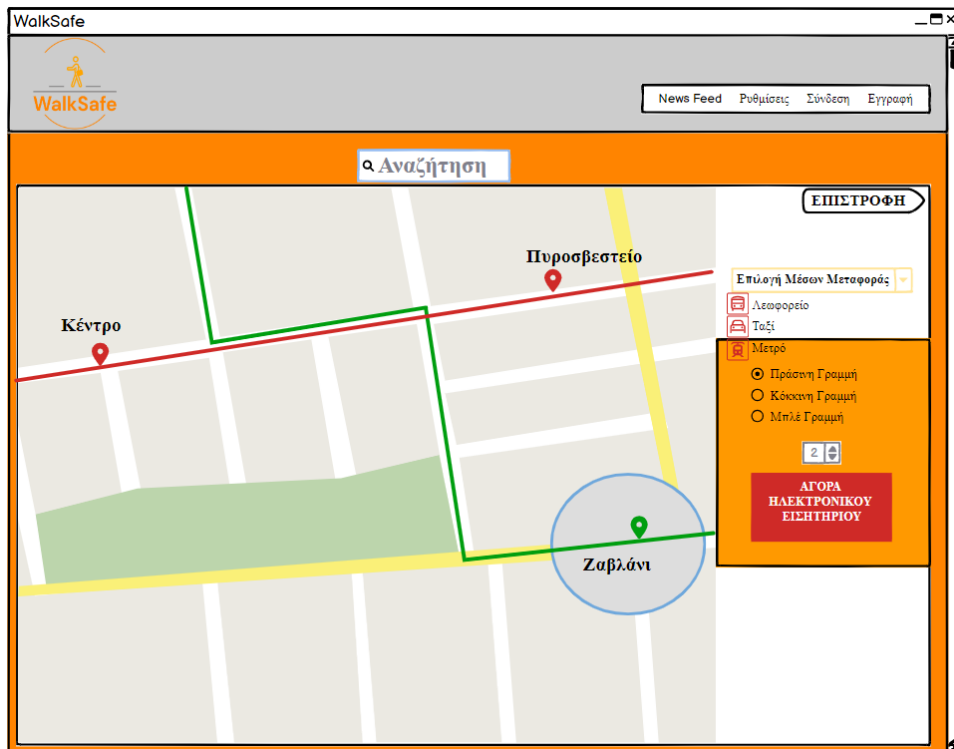 WalkSafe
WalkSafe
News Feed Ρυθμίσεις Σύνδεση Εγγραφή
Αναζήτηση
ΕΠΙΣΤΡΟΦΗ
Πυροσβεστείο
Επιλογή Μέσων Μεταφοράς
Λεωφορείο
Κέντρο
Ταξί
Μετρό
Πράσινη Γραμμή
Κόκκινη Γραμμή
Μπλέ Γραμμή
2
ΑΓΟΡΑ
ΗΛΕΚΤΡΟΝΙΚΟΥ
ΕΙΣΗΤΗΡΙΟΥ
Ζαβλάνι